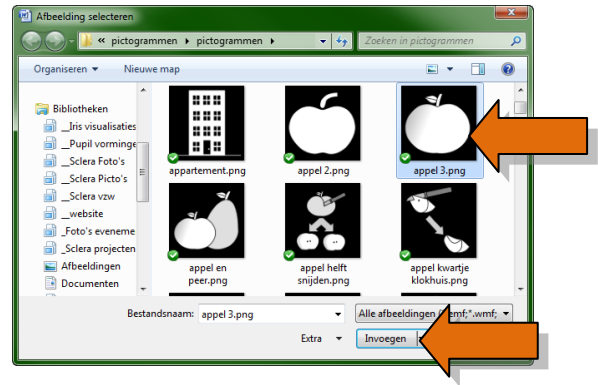 Afbeelding selecteren
« pictogrammen ▸ pictogrammen ▸
Zoeken in pictogrammen
Organiseren
Nieuwe map
Bibliotheken
__Iris visualisaties
__Pupil vorminge
__Sclera Foto's
__Sclera Picto's
__Sclera vzw
__website
_Foto's eveneme
_Sclera projecten
Afbeeldingen
Documenten
appartement.png
appel 2.png
appel 3.png
appel en
peer.png
appel helft
snijden.png
appel kwartje
klokhuis.png
Bestandsnaam:
appel 3.png
Alle afbeeldingen emf;*.wmf;
Extra
Invoegen